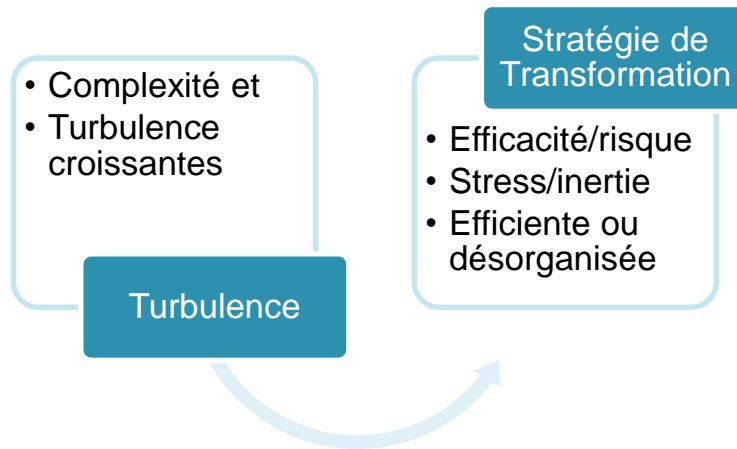 • Complexité et
• Turbulence
croissantes
Turbulence
Stratégie de
Transformation
• Efficacité/risque
• Stress/inertie
• Efficiente ou
désorganisée